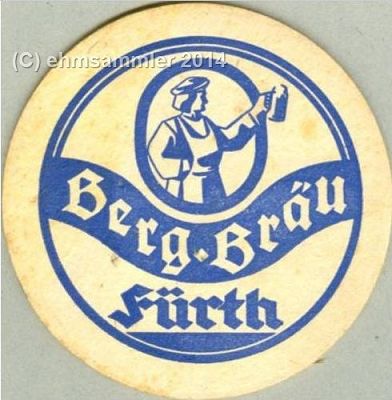 (C) ehmsammler 2014
Berg-Bräu
Fürth